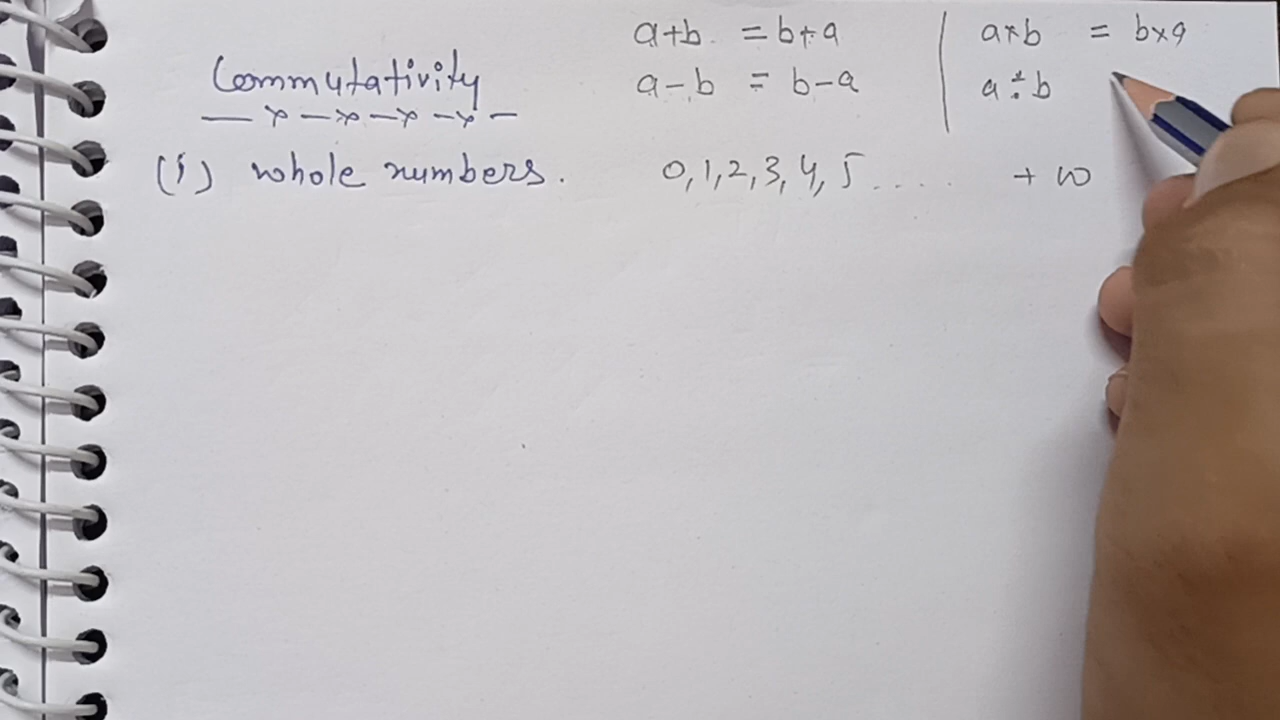 Commutativity
a+b = b+a
a-b = b-a
a×b = b×a
a÷b
(i) whole numbers. 0,1,2,3,4,5..... +∞